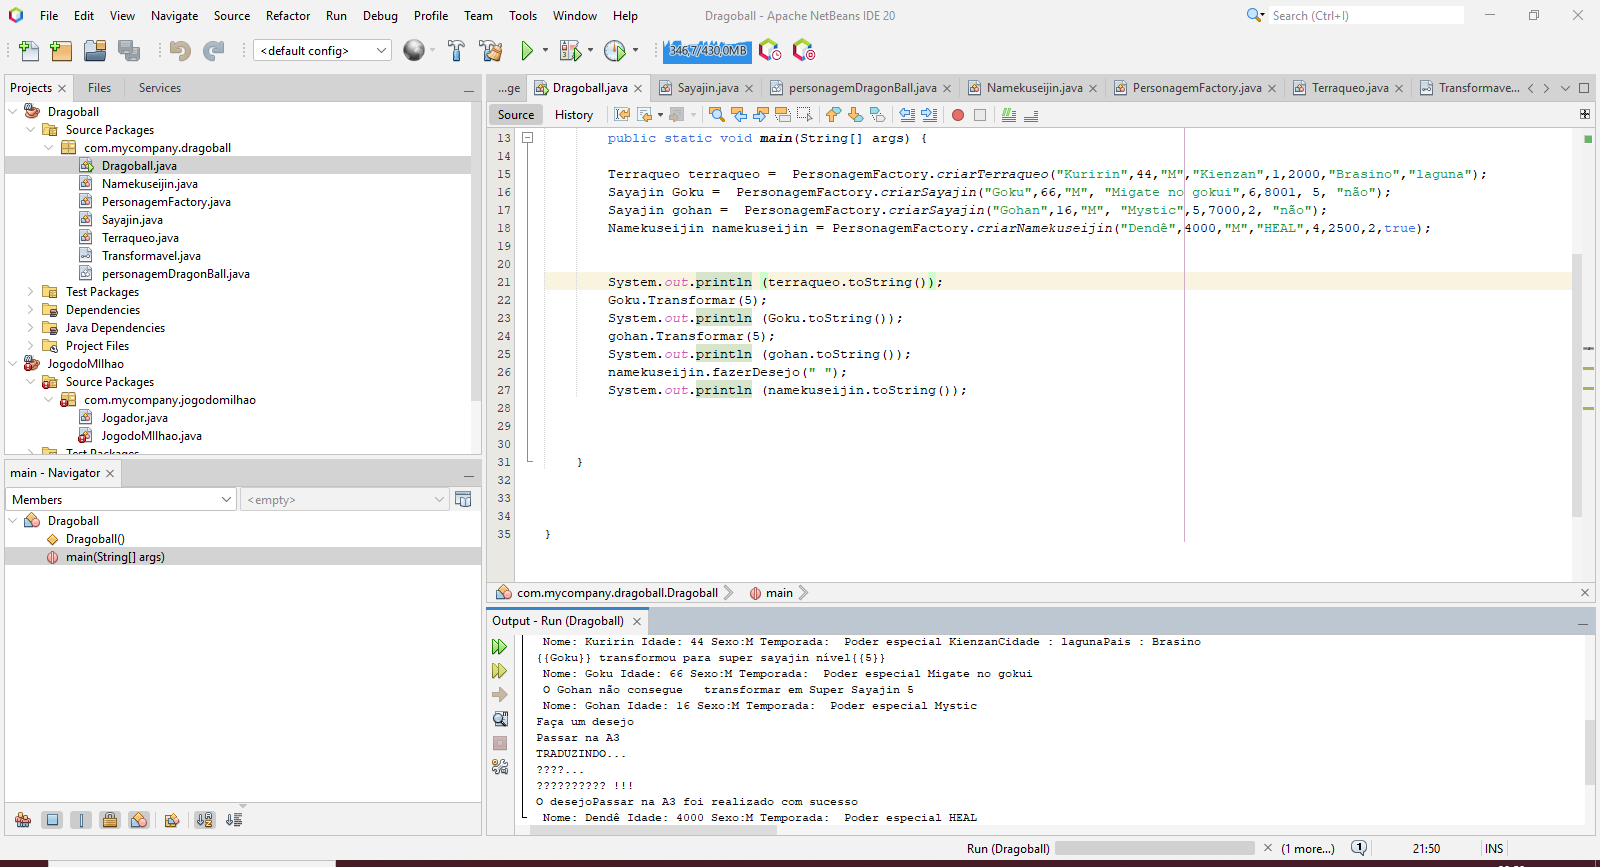 File Edit View Navigate Source Refactor Run Debug Profile Team Tools Window Help Dragoball - Apache NetBeans IDE 20 Search (Ctrl+I)
<default config> 346,7/430,0MB
Projects Files Services
Dragoball
Source Packages
com.mycompany.dragoball
Dragoball.java
Namekuseijin.java
PersonagemFactory.java
Sayajin.java
Terraqueo.java
Transformavel.java
personagemDragonBall.java
Test Packages
Dependencies
Java Dependencies
Project Files
JogodoMIlhao
Source Packages
com.mycompany.jogodomilhao
Jogador.java
JogodoMIlhao.java
Test Packages
main - Navigator
Members <empty>
Dragoball
Dragoball()
main(String[] args)
...ge Dragoball.java Sayajin.java personagemDragonBall.java Namekuseijin.java PersonagemFactory.java Terraqueo.java Transformave...
Source History
13 public static void main(String[] args) {
14
15 Terraqueo terraqueo =  PersonagemFactory.criarTerraqueo("Kuririn",44,"M","Kienzan",1,2000,"Brasino","laguna");
16 Sayajin Goku =  PersonagemFactory.criarSayajin("Goku",66,"M", "Migate no gokui",6,8001, 5, "não");
17 Sayajin gohan =  PersonagemFactory.criarSayajin("Gohan",16,"M", "Mystic",5,7000,2, "não");
18 Namekuseijin namekuseijin = PersonagemFactory.criarNamekuseijin("Dendê",4000,"M","HEAL",4,2500,2,true);
19
20
21 System.out.println (terraqueo.toString());
22 Goku.Transformar(5);
23 System.out.println (Goku.toString());
24 gohan.Transformar(5);
25 System.out.println (gohan.toString());
26 namekuseijin.fazerDesejo(" ");
27 System.out.println (namekuseijin.toString());
28
29
30
31 }
32
33
34
35 }
com.mycompany.dragoball.Dragoball main
Output - Run (Dragoball)
Nome: Kuririn Idade: 44 Sexo:M Temporada:  Poder especial KienzanCidade : lagunaPais : Brasino
{{Goku}} transformou para super sayajin nível{{5}}
Nome: Goku Idade: 66 Sexo:M Temporada:  Poder especial Migate no gokui
O Gohan não consegue   transformar em Super Sayajin 5
Nome: Gohan Idade: 16 Sexo:M Temporada:  Poder especial Mystic
Faça um desejo
Passar na A3
TRADUZINDO...
????...
?????????? !!!
O desejoPassar na A3 foi realizado com sucesso
Nome: Dendê Idade: 4000 Sexo:M Temporada:  Poder especial HEAL
Run (Dragoball) (1 more...) 1 21:50 INS